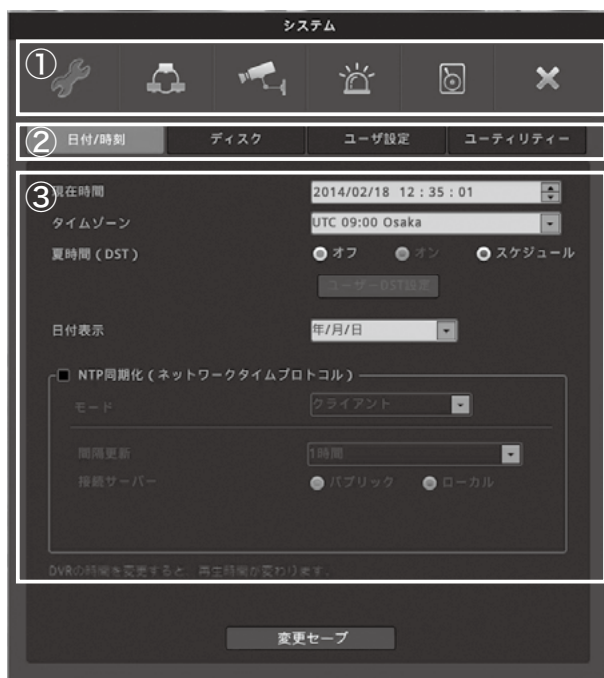 システム
①
② 日付/時刻 ディスク ユーザ設定 ユーティリティー
③
現在時間 2014/02/18 12:35:01
タイムゾーン UTC 09:00 Osaka
夏時間(DST) オフ オン スケジュール
ユーザーDST設定
日付表示 年/月/日
NTP同期化(ネットワークタイムプロトコル)
モード クライアント
間隔更新 1時間
接続サーバー パブリック ローカル
DVRの時間を変更すると、再生時間が変わります.
変更セーブ